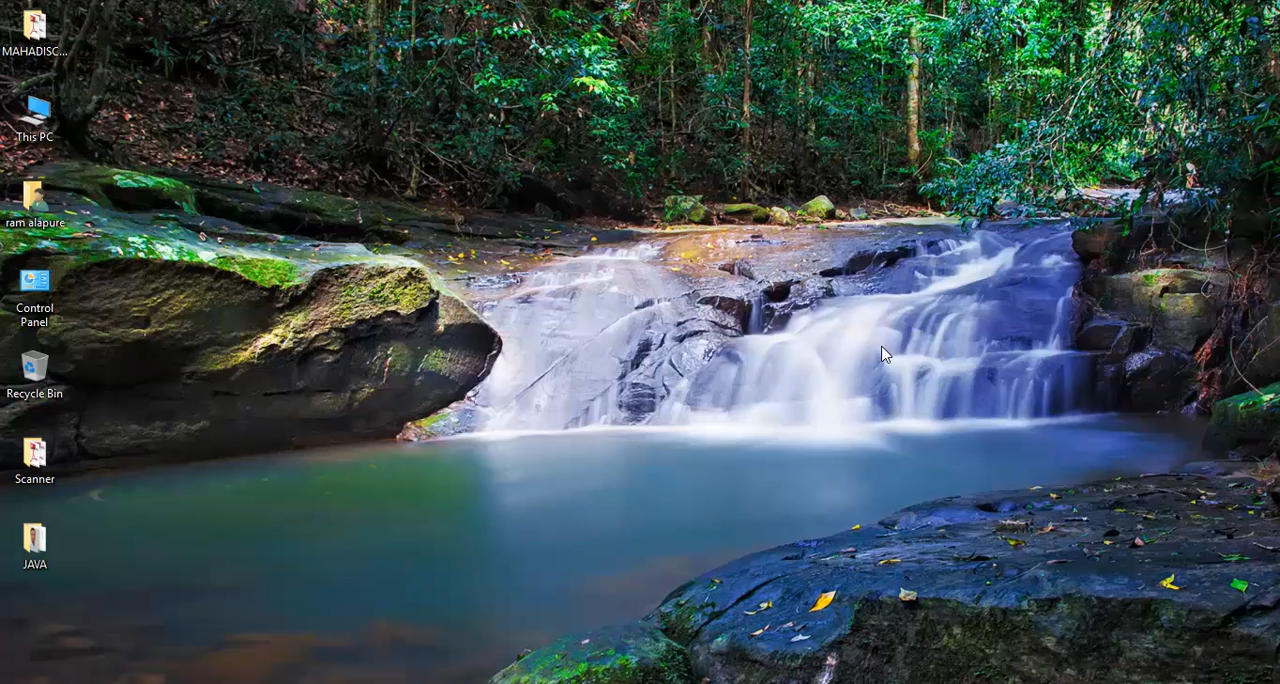 MAHADISC...
This PC
ram alapure
Control
Panel
Recycle Bin
Scanner
JAVA